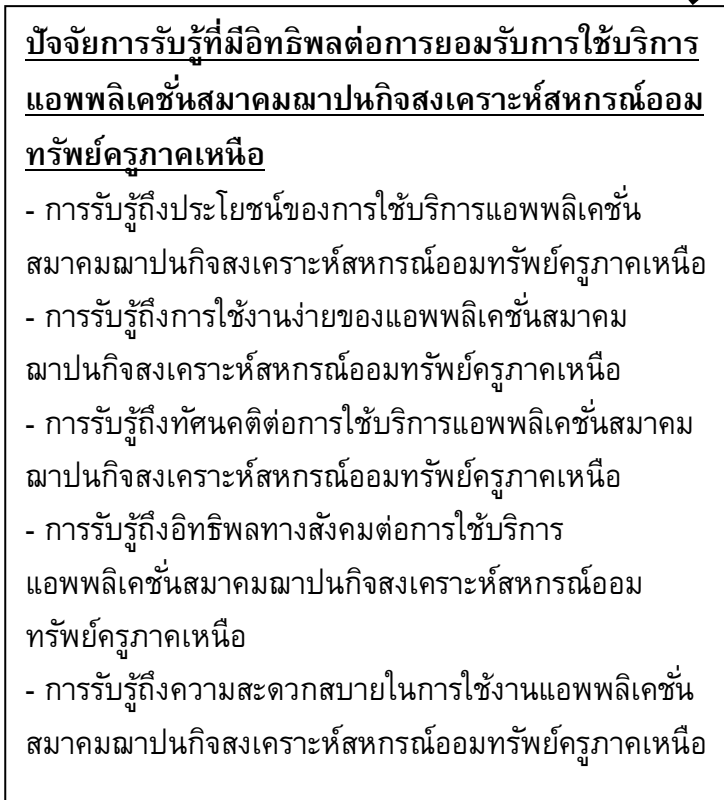 ปัจจัยการรับรู้ที่มีอิทธิพลต่อการยอมรับการใช้บริการ
แอพพลิเคชั่นสมาคมฌาปนกิจสงเคราะห์สหกรณ์ออม
ทรัพย์ครูภาคเหนือ
- การรับรู้ถึงประโยชน์ของการใช้บริการแอพพลิเคชั่น
สมาคมฌาปนกิจสงเคราะห์สหกรณ์ออมทรัพย์ครูภาคเหนือ
- การรับรู้ถึงการใช้งานง่ายของแอพพลิเคชั่นสมาคม
ฌาปนกิจสงเคราะห์สหกรณ์ออมทรัพย์ครูภาคเหนือ
- การรับรู้ถึงทัศนคติต่อการใช้บริการแอพพลิเคชั่นสมาคม
ฌาปนกิจสงเคราะห์สหกรณ์ออมทรัพย์ครูภาคเหนือ
- การรับรู้ถึงอิทธิพลทางสังคมต่อการใช้บริการ
แอพพลิเคชั่นสมาคมฌาปนกิจสงเคราะห์สหกรณ์ออม
ทรัพย์ครูภาคเหนือ
- การรับรู้ถึงความสะดวกสบายในการใช้งานแอพพลิเคชั่น
สมาคมฌาปนกิจสงเคราะห์สหกรณ์ออมทรัพย์ครูภาคเหนือ